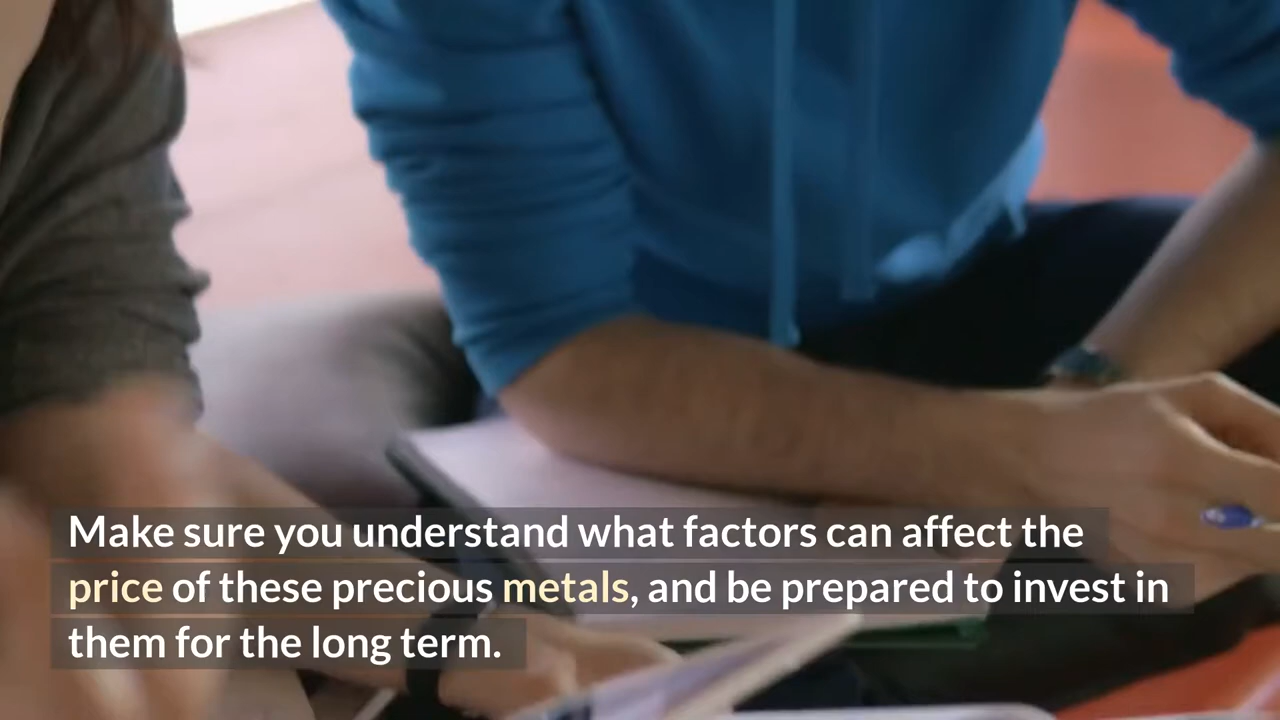 Make sure you understand what factors can affect the
price of these precious metals, and be prepared to invest in
them for the long term.